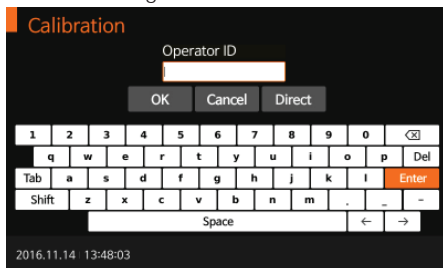 Calibration
Operator ID
OK Cancel Direct
1 2 3 4 5 6 7 8 9 0
q w e r t y u i o p Del
Tab a s d f g h j k l Enter
Shift z x c v b n m . _ -
Space ← →
2016.11.14 13:48:03